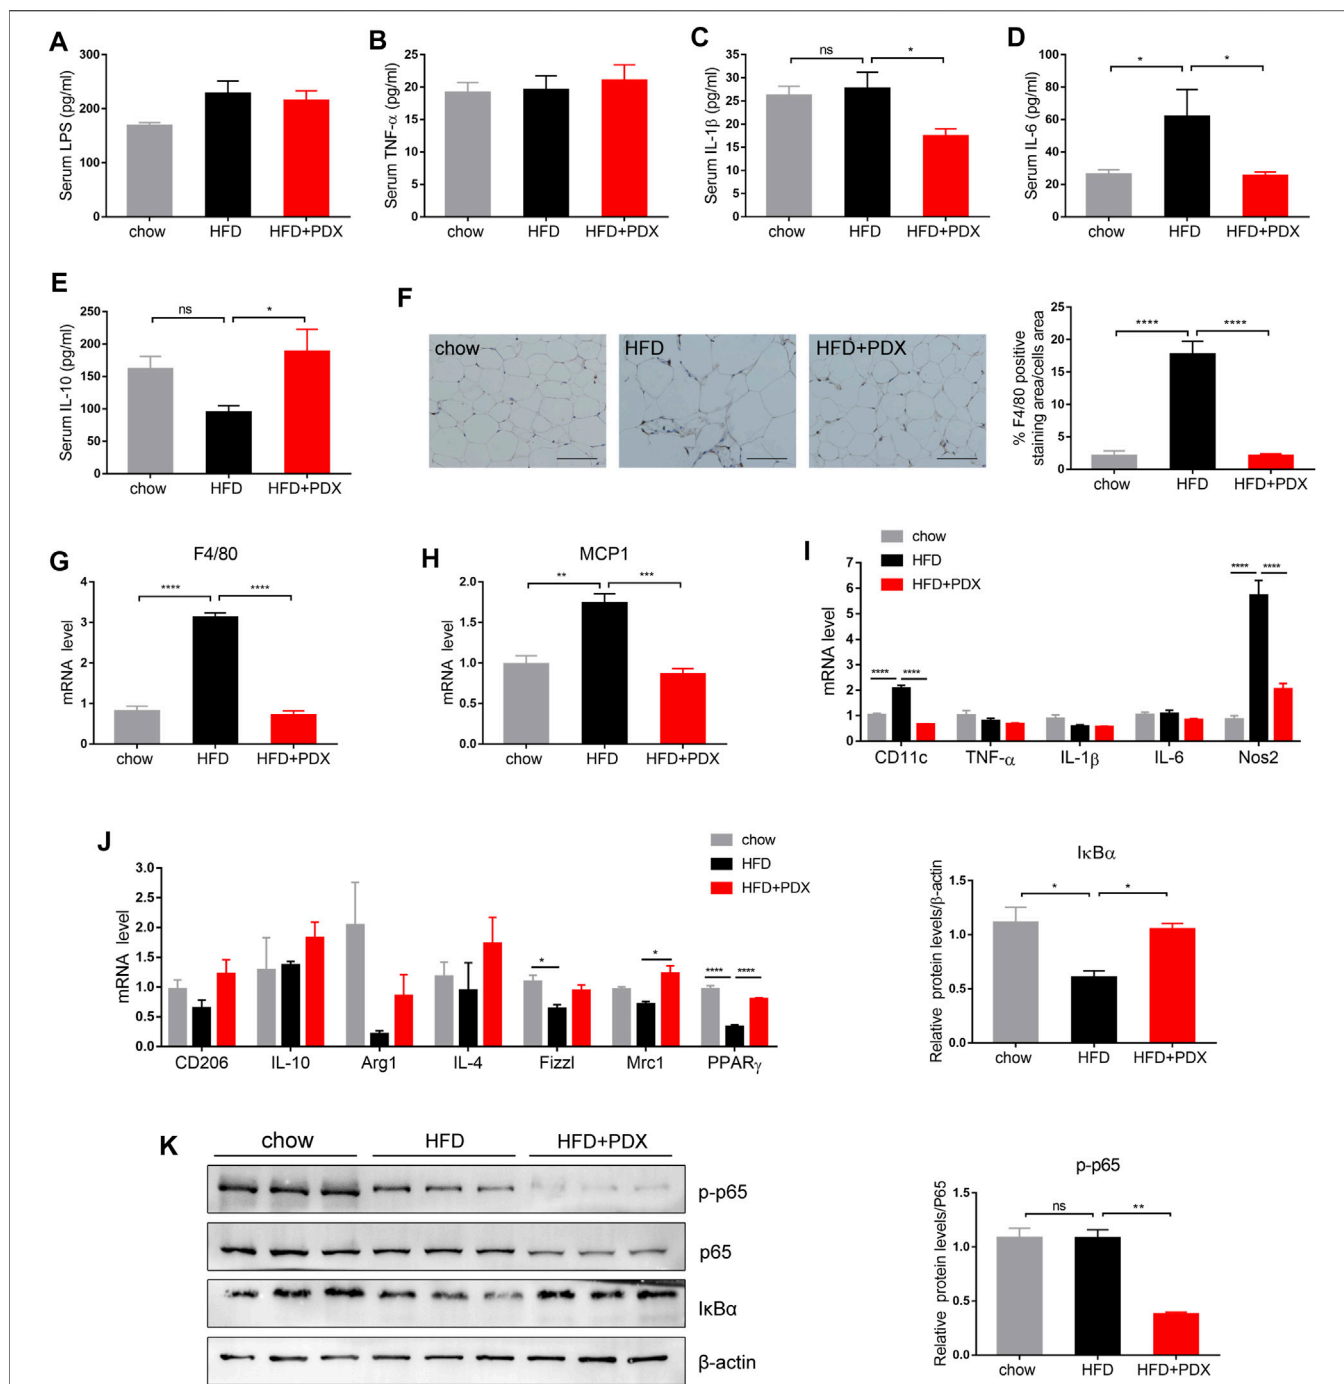 A
Serum LPS (pg/ml)
300
200
100
0
chow HFD HFD+PDX
B
Serum TNF-α (pg/ml)
25
20
15
10
5
0
chow HFD HFD+PDX
C
Serum IL-1β (pg/ml)
35
30
25
20
15
10
5
0
ns *
chow HFD HFD+PDX
D
Serum IL-6 (pg/ml)
100
80
60
40
20
0
* *
chow HFD HFD+PDX
E
Serum IL-10 (pg/ml)
250
200
150
100
50
0
ns *
chow HFD HFD+PDX
F
chow
HFD
HFD+PDX
% F4/80 positive
staining area/cells area
25
20
15
10
5
0
**** ****
chow HFD HFD+PDX
G
F4/80
mRNA level
4
3
2
1
0
**** ****
chow HFD HFD+PDX
H
MCP1
mRNA level
2.0
1.5
1.0
0.5
0.0
** ***
chow HFD HFD+PDX
I
chow
HFD
HFD+PDX
mRNA level
7
6
5
4
3
2
1
0
**** ****
**** ****
CD11c TNF-α IL-1β IL-6 Nos2
J
chow
HFD
HFD+PDX
mRNA level
3.0
2.5
2.0
1.5
1.0
0.5
0.0
* * **** ****
CD206 IL-10 Arg1 IL-4 FizzI Mrc1 PPARγ
IκBα
Relative protein levels/β-actin
1.5
1.0
0.5
0.0
* *
chow HFD HFD+PDX
K
chow HFD HFD+PDX
p-p65
p65
IκBα
β-actin
p-p65
Relative protein levels/P65
1.5
1.0
0.5
0.0
ns **
chow HFD HFD+PDX